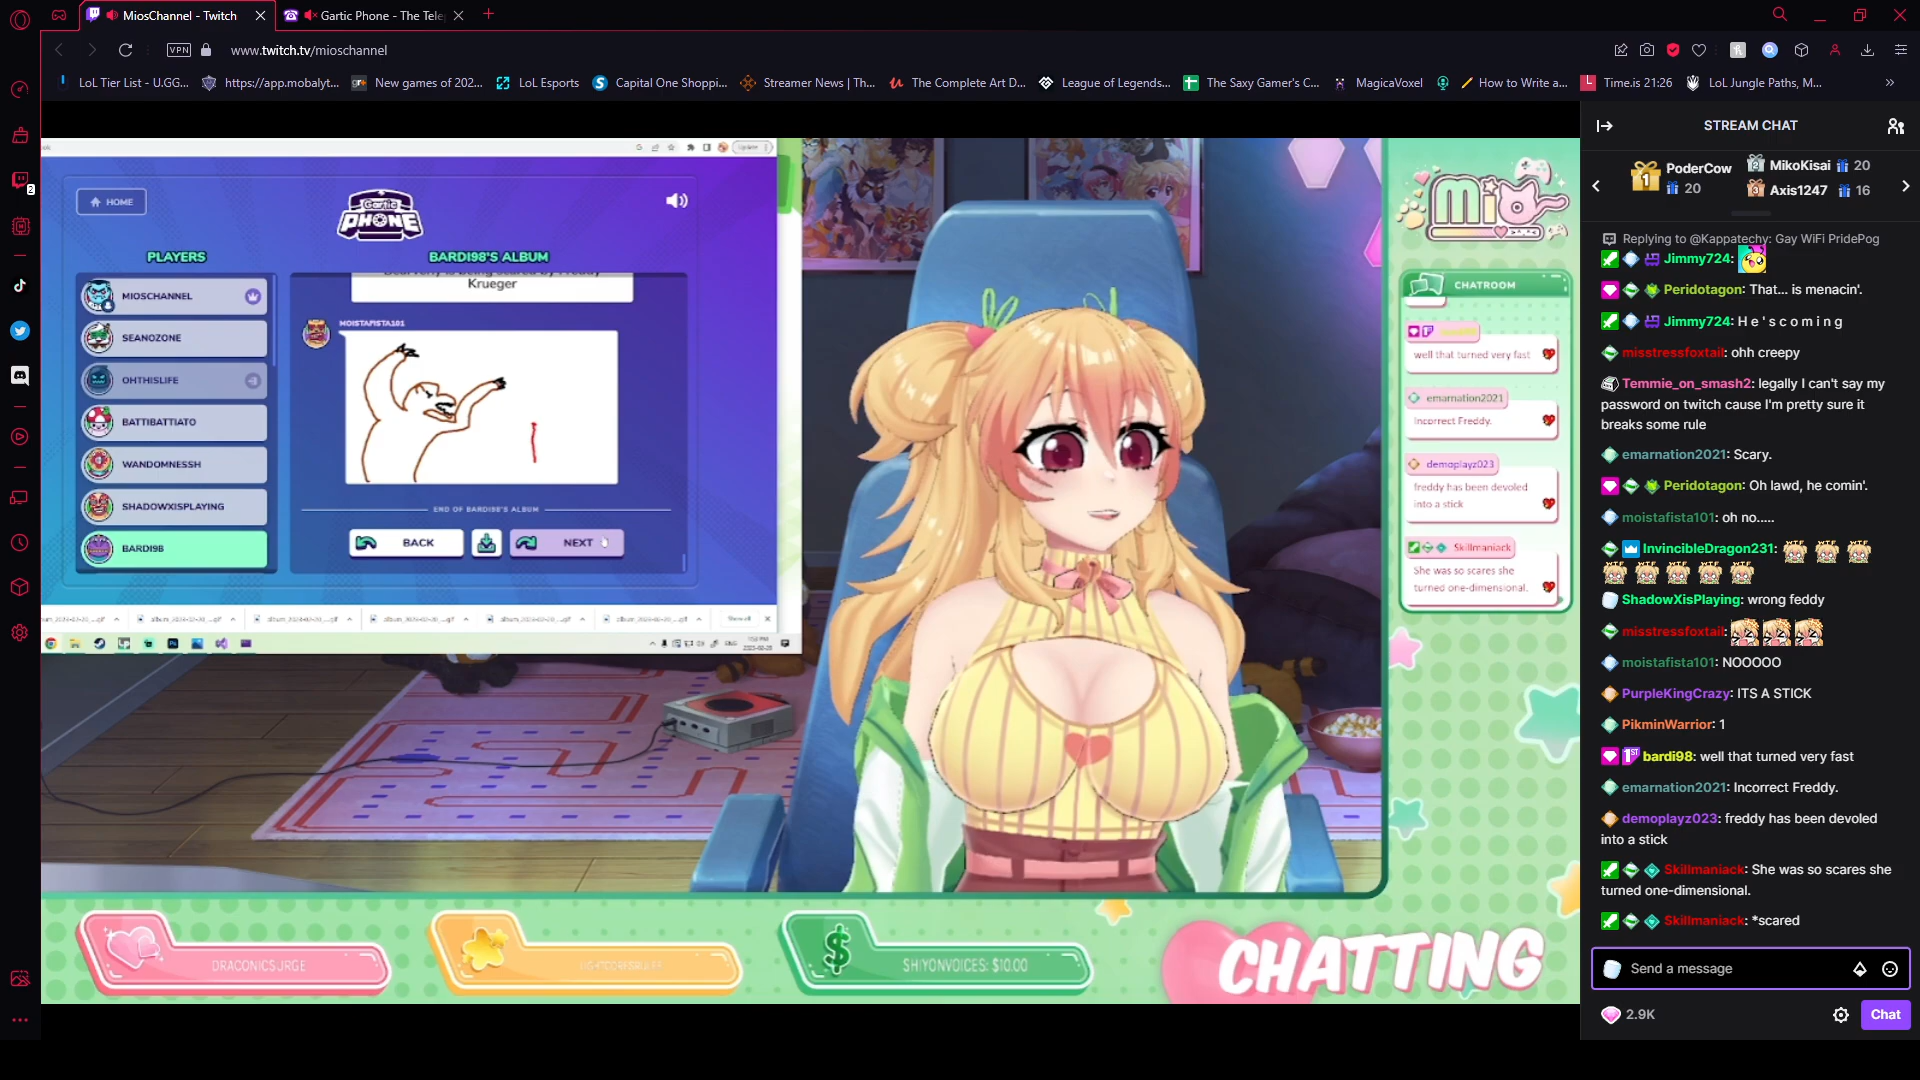 MiosChannel - Twitch
Gartic Phone - The Tele
VPN
www.twitch.tv/mioschannel
LoL Tier List - U.GG...
https://app.mobalyt...
New games of 202...
LoL Esports
Capital One Shoppi...
Streamer News | Th...
The Complete Art D...
League of Legends...
The Saxy Gamer's C...
MagicaVoxel
How to Write a...
Time.is 21:26
LoL Jungle Paths, M...
2
Update
HOME
Gartic
PHONE
PLAYERS
MIOSCHANNEL
SEANOZONE
OHTHISLIFE
BATTIBATTIATO
WANDOMNESSH
SHADOWXISPLAYING
BARDI98
BARDI98'S ALBUM
Krueger
MOISTAFISTA101
END OF BARDI98'S ALBUM
BACK
NEXT
Show all
mio
CHATROOM
well that turned very fast
emarnation2021
Incorrect Freddy.
demoplayz023
freddy has been devoled
into a stick
Skillmaniack
She was so scares she
turned one-dimensional.
DRACONICSURGE
SHIYONVOICES: $10.00
CHATTING
STREAM CHAT
1
PoderCow
20
2
MikoKisai 20
3
Axis1247 16
Replying to @Kappatechy: Gay WiFi PridePog
Jimmy724:
Peridotagon: That... is menacin'.
Jimmy724: H e ' s c o m i n g
misstressfoxtail: ohh creepy
Temmie_on_smash2: legally I can't say my
password on twitch cause I'm pretty sure it
breaks some rule
emarnation2021: Scary.
Peridotagon: Oh lawd, he comin'.
moistafista101: oh no.....
InvincibleDragon231:
ShadowXisPlaying: wrong feddy
misstressfoxtail:
moistafista101: NOOOOO
PurpleKingCrazy: ITS A STICK
PikminWarrior: 1
bardi98: well that turned very fast
emarnation2021: Incorrect Freddy.
demoplayz023: freddy has been devoled
into a stick
Skillmaniack: She was so scares she
turned one-dimensional.
Skillmaniack: *scared
Send a message
2.9K
Chat